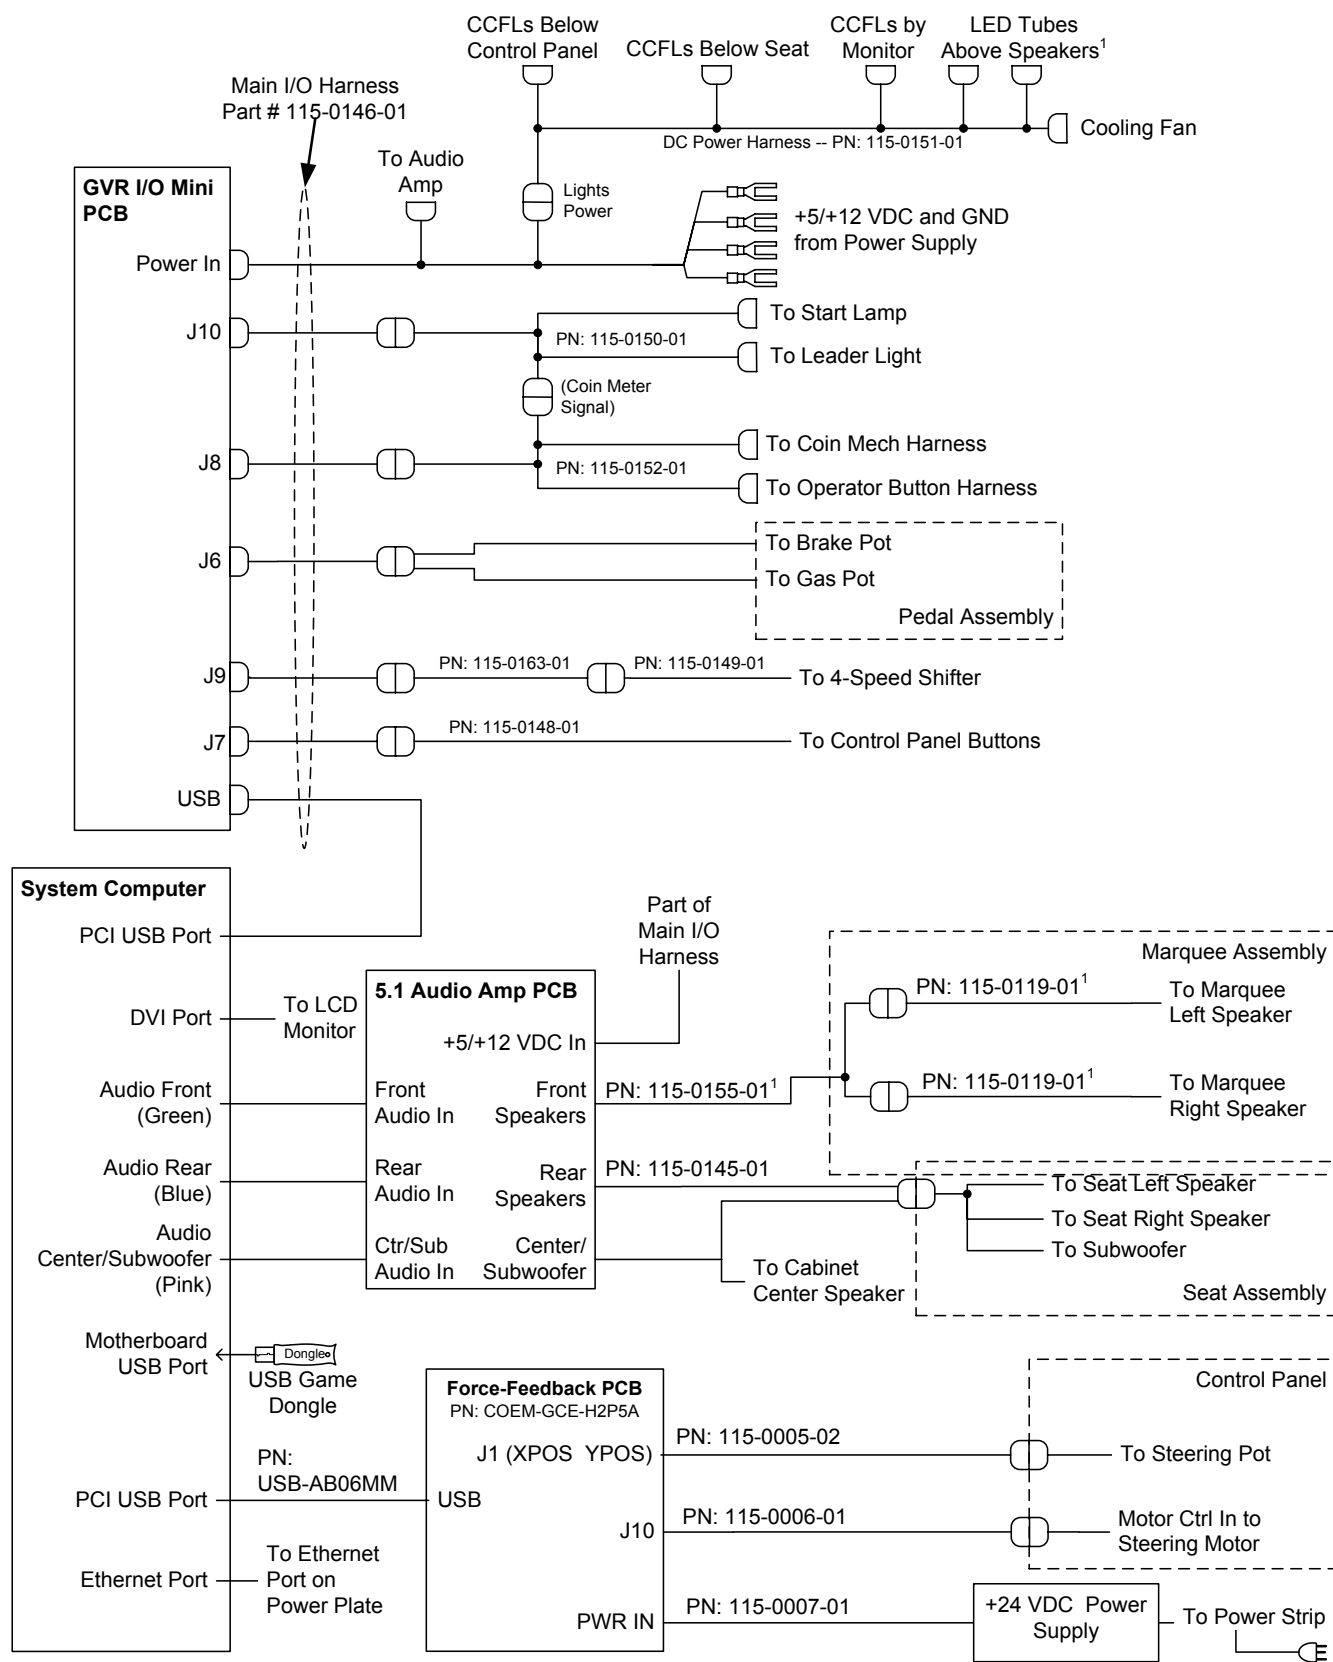 CCFLs Below
Control Panel
CCFLs Below Seat
CCFLs by
Monitor
LED Tubes
Above Speakers¹
Main I/O Harness
Part # 115-0146-01
Cooling Fan
DC Power Harness -- PN: 115-0151-01
To Audio
Amp
Lights
Power
GVR I/O Mini
PCB
+5/+12 VDC and GND
from Power Supply
Power In
To Start Lamp
J10
PN: 115-0150-01
To Leader Light
(Coin Meter
Signal)
To Coin Mech Harness
J8
PN: 115-0152-01
To Operator Button Harness
To Brake Pot
J6
To Gas Pot
Pedal Assembly
J9
PN: 115-0163-01
PN: 115-0149-01
To 4-Speed Shifter
J7
PN: 115-0148-01
To Control Panel Buttons
USB
System Computer
PCI USB Port
Part of
Main I/O
Harness
Marquee Assembly
5.1 Audio Amp PCB
PN: 115-0119-01¹
To Marquee
Left Speaker
DVI Port
To LCD
Monitor
+5/+12 VDC In
Audio Front
(Green)
Front
Audio In
Front
Speakers
PN: 115-0155-01¹
PN: 115-0119-01¹
To Marquee
Right Speaker
Audio Rear
(Blue)
Rear
Audio In
Rear
Speakers
PN: 115-0145-01
To Seat Left Speaker
To Seat Right Speaker
To Subwoofer
Audio
Center/Subwoofer
(Pink)
Ctr/Sub
Audio In
Center/
Subwoofer
To Cabinet
Center Speaker
Seat Assembly
Motherboard
USB Port
Dongle
USB Game
Dongle
Force-Feedback PCB
PN: COEM-GCE-H2P5A
Control Panel
J1 (XPOS YPOS)
PN: 115-0005-02
To Steering Pot
PN:
USB-AB06MM
PCI USB Port
USB
J10
PN: 115-0006-01
Motor Ctrl In to
Steering Motor
Ethernet Port
To Ethernet
Port on
Power Plate
PWR IN
PN: 115-0007-01
+24 VDC Power
Supply
To Power Strip